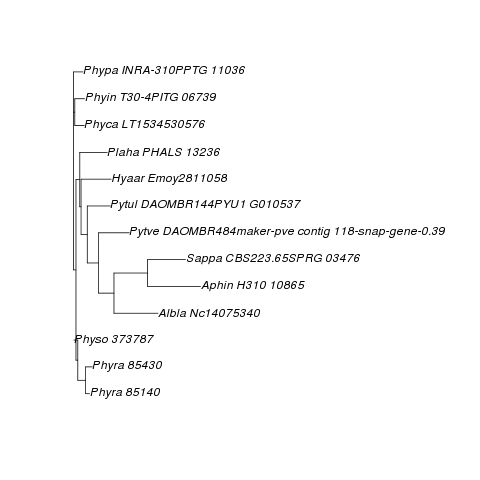 Phypa INRA-310PPTG 11036
Phyin T30-4PITG 06739
Phyca LT1534530576
Plaha PHALS 13236
Hyaar Emoy2811058
Pytul DAOMBR144PYU1 G010537
Pytve DAOMBR484maker-pve contig 118-snap-gene-0.39
Sappa CBS223.65SPRG 03476
Aphin H310 10865
Albla Nc14075340
Physo 373787
Phyra 85430
Phyra 85140